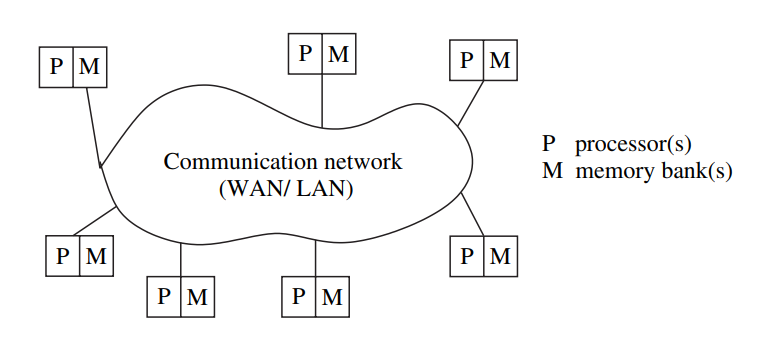 P M
P M
P M
P processor(s)
M memory bank(s)
Communication network
(WAN/ LAN)
P M
P M
P M
P M